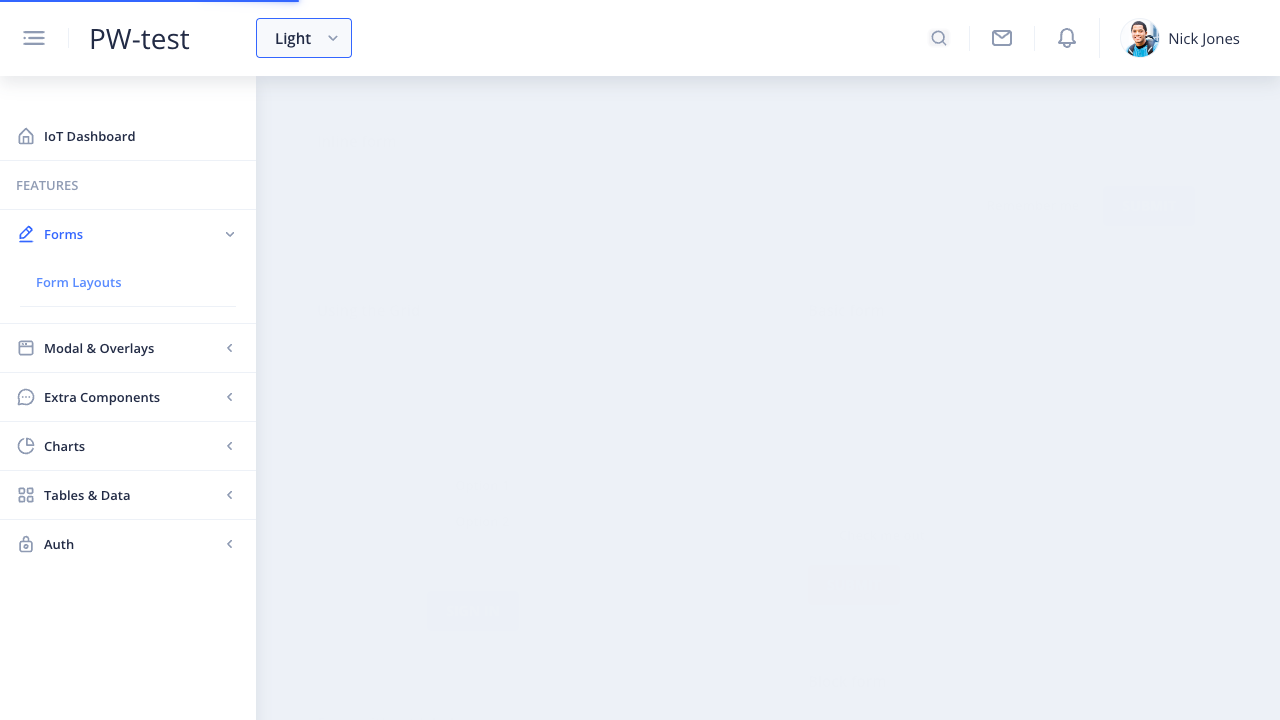 PW-test
Light
Nick Jones
IoT Dashboard
FEATURES
Forms
Form Layouts
Modal & Overlays
Extra Components
Charts
Tables & Data
Auth